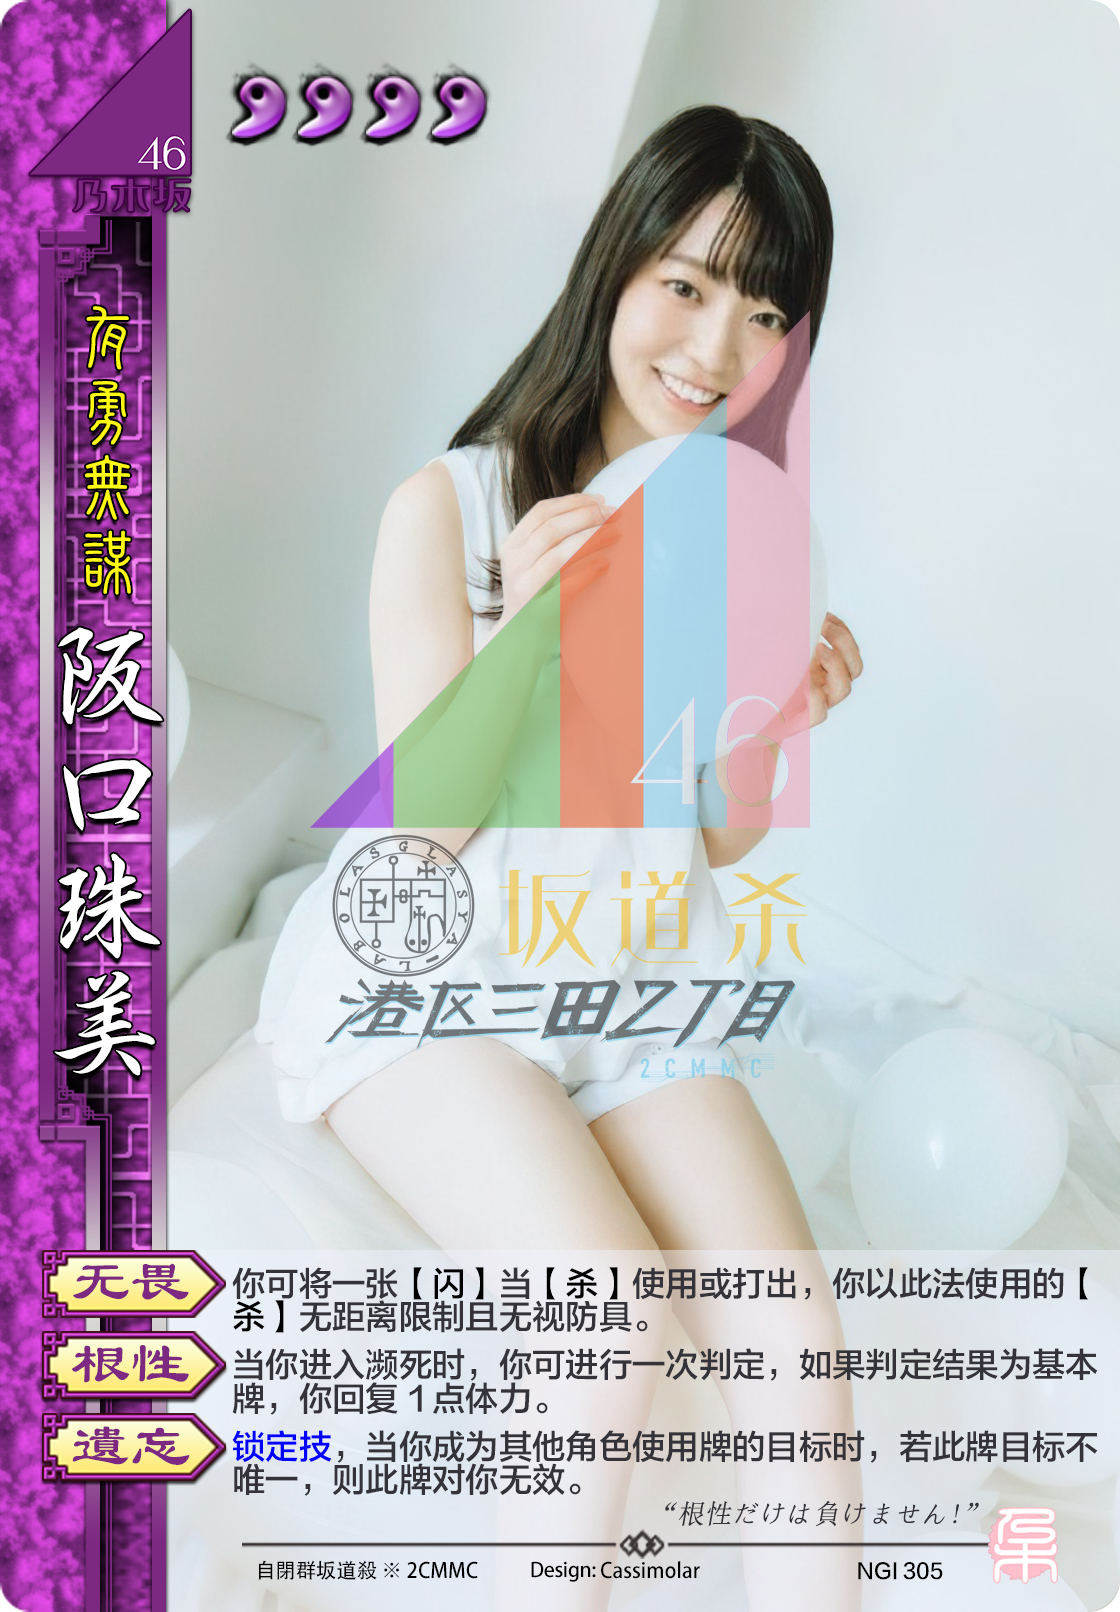 46
乃木坂
有勇無謀
阪口珠美
46
GLASYA-LABOLAS
坂道杀
港区三田2丁目
2CMMC
无畏
你可将一张【闪】当【杀】使用或打出，你以此法使用的【
杀】无距离限制且无视防具。
根性
当你进入濒死时，你可进行一次判定，如果判定结果为基本
牌，你回复1点体力。
遺忘
锁定技，当你成为其他角色使用牌的目标时，若此牌目标不
唯一，则此牌对你无效。
“根性だけは負けません！”
自閉群坂道殺 ※ 2CMMC
Design: Cassimolar
NGI 305